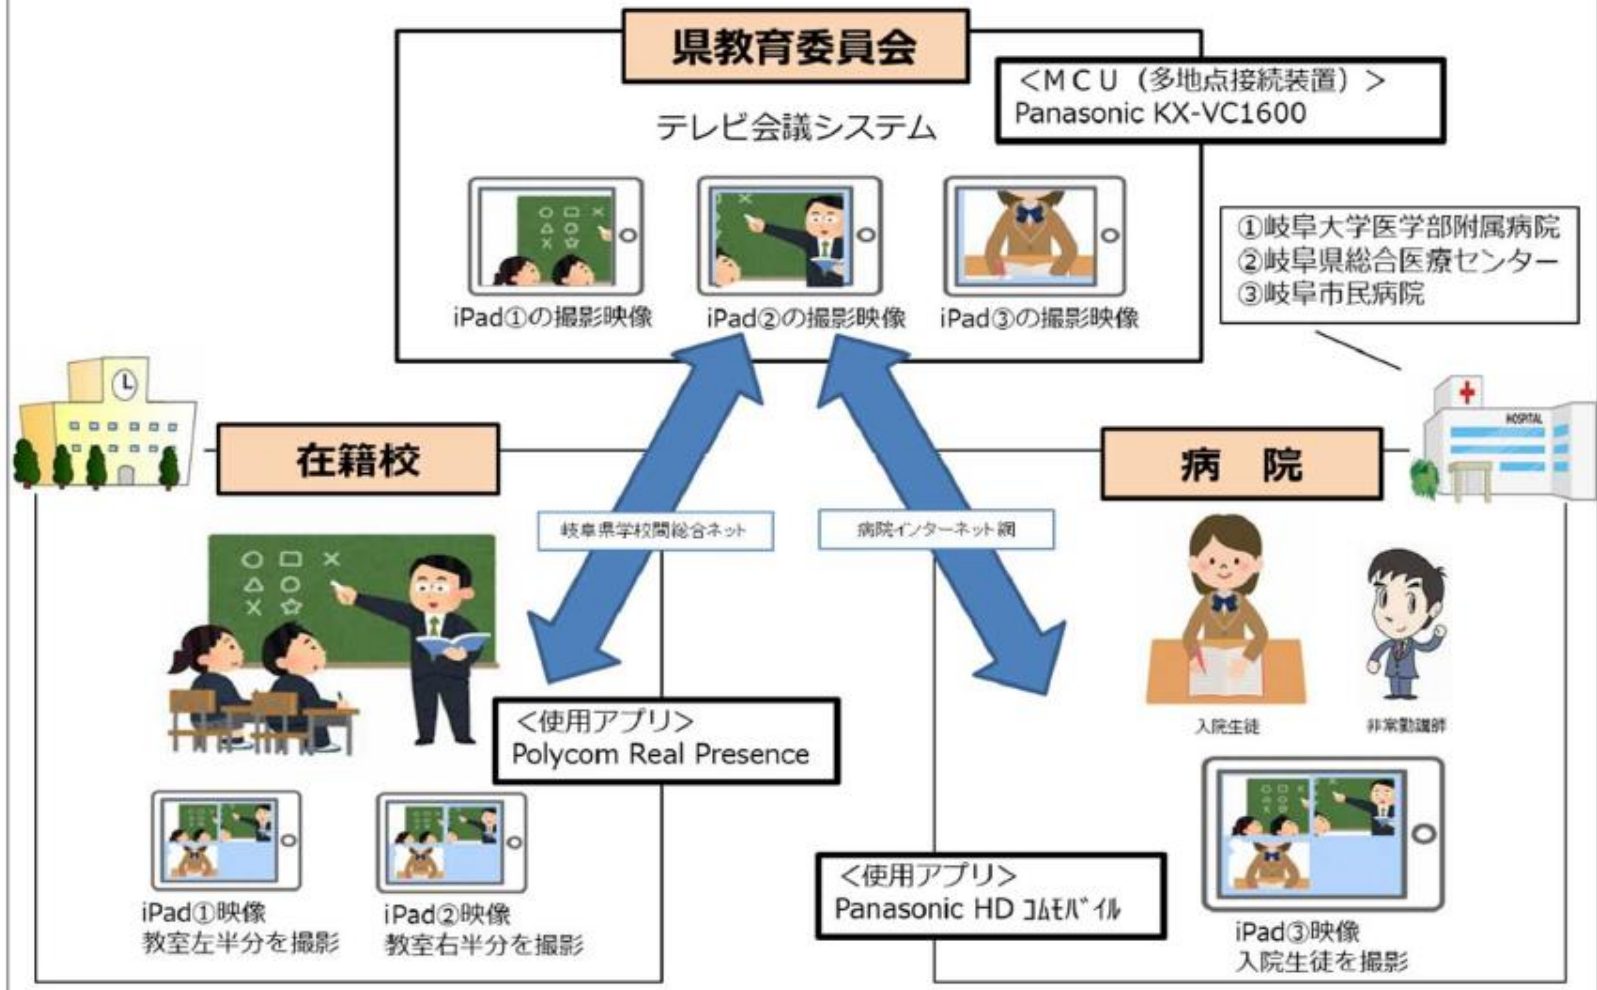 県教育委員会
＜MCU（多地点接続装置）＞
Panasonic KX-VC1600
テレビ会議システム
iPad①の撮影映像
iPad②の撮影映像
iPad③の撮影映像
①岐阜大学医学部附属病院
②岐阜県総合医療センター
③岐阜市民病院
在籍校
病　院
HOSPITAL
岐阜県学校間総合ネット
病院インターネット網
＜使用アプリ＞
Polycom Real Presence
入院生徒
非常勤講師
iPad①映像
教室左半分を撮影
iPad②映像
教室右半分を撮影
＜使用アプリ＞
Panasonic HD ｺﾑﾓﾊﾞｲﾙ
iPad③映像
入院生徒を撮影